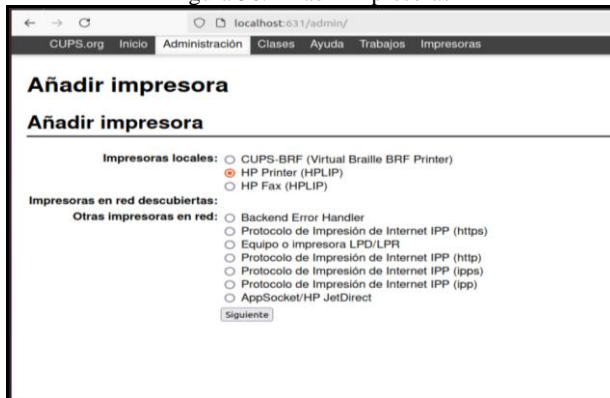 localhost:631/admin/
CUPS.org Inicio Administración Clases Ayuda Trabajos Impresoras
Añadir impresora
Añadir impresora
Impresoras locales: CUPS-BRF (Virtual Braille BRF Printer)
HP Printer (HPLIP)
HP Fax (HPLIP)
Impresoras en red descubiertas:
Otras impresoras en red: Backend Error Handler
Protocolo de Impresión de Internet IPP (https)
Equipo o impresora LPD/LPR
Protocolo de Impresión de Internet IPP (http)
Protocolo de Impresión de Internet IPP (ipps)
Protocolo de Impresión de Internet IPP (ipp)
AppSocket/HP JetDirect
Siguiente